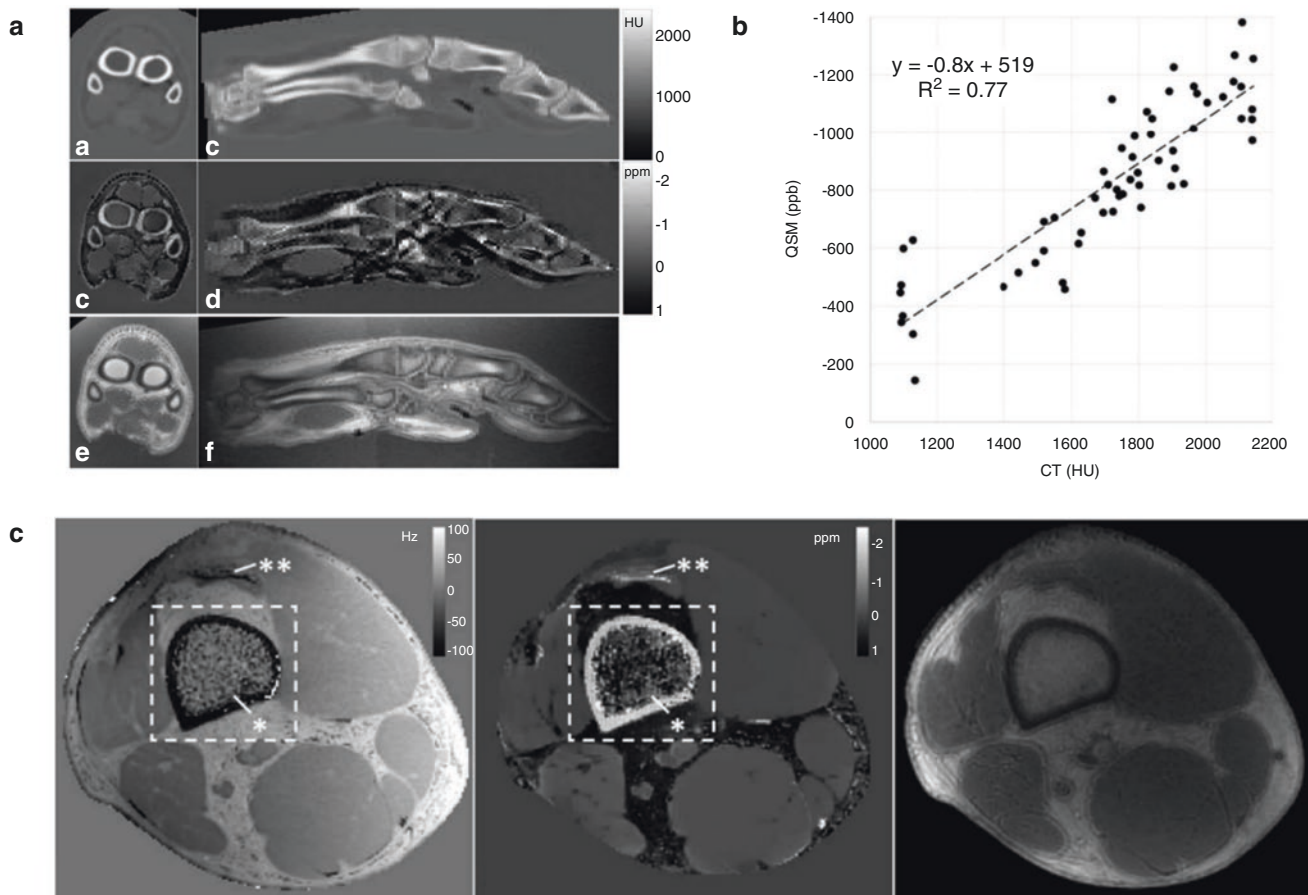 a
HU
2000
1000
0
a
c
ppm
-2
-1
0
1
c
d
e
f
b
-1400
-1200
-1000
-800
-600
-400
-200
0
QSM (ppb)
y = -0.8x + 519
R² = 0.77
1000 1200 1400 1600 1800 2000 2200
CT (HU)
c
Hz
100
50
0
-50
-100
**
*
ppm
-2
-1
0
1
**
*